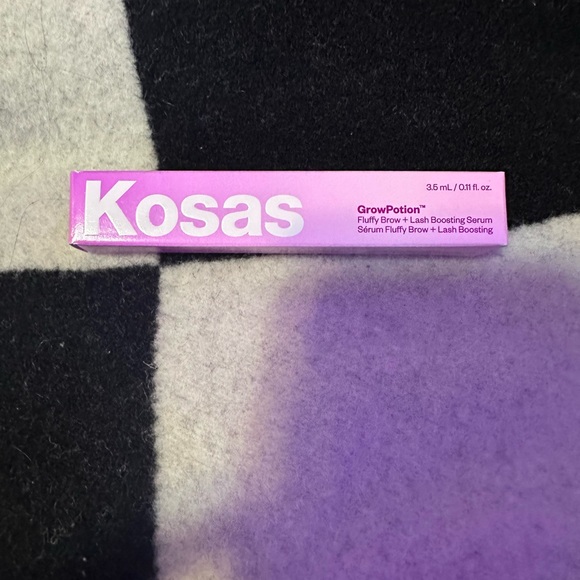 Kosas
3.5 mL / 0.11 fl. oz.
GrowPotion™
Fluffy Brow + Lash Boosting Serum
Sérum Fluffy Brow + Lash Boosting